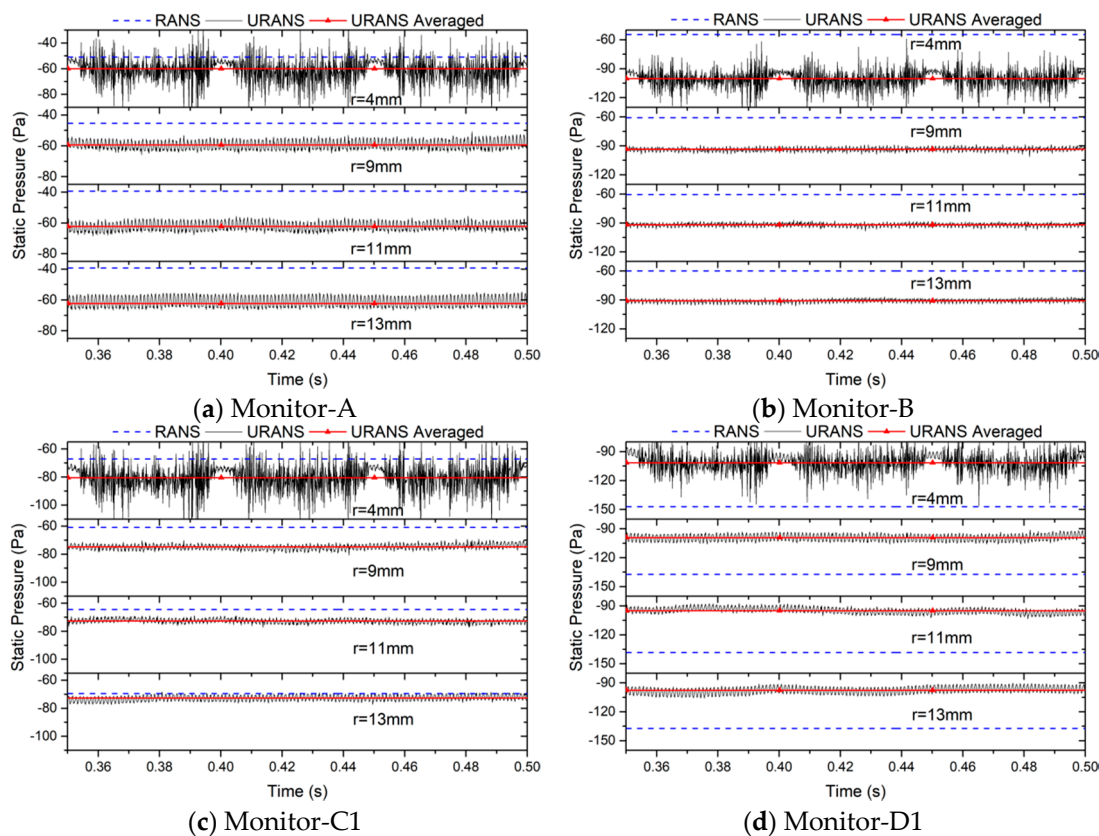 RANS URANS URANS Averaged
-40
-60
-80
r=4mm
-40
-60
-80
r=9mm
-40
-60
-80
r=11mm
-40
-60
-80
r=13mm
Static Pressure (Pa)
0.36 0.38 0.40 0.42 0.44 0.46 0.48 0.50
Time (s)
(a) Monitor-A
RANS URANS URANS Averaged
-60
-90
-120
r=4mm
-60
-90
-120
r=9mm
-60
-90
-120
r=11mm
-60
-90
-120
r=13mm
Static Pressure (Pa)
0.36 0.38 0.40 0.42 0.44 0.46 0.48 0.50
Time (s)
(b) Monitor-B
RANS URANS URANS Averaged
-60
-80
-100
r=4mm
-60
-80
-100
r=9mm
-60
-80
-100
r=11mm
-60
-80
-100
r=13mm
Static Pressure (Pa)
0.36 0.38 0.40 0.42 0.44 0.46 0.48 0.50
Time (s)
(c) Monitor-C1
RANS URANS URANS Averaged
-90
-120
-150
r=4mm
-90
-120
-150
r=9mm
-90
-120
-150
r=11mm
-90
-120
-150
r=13mm
Static Pressure (Pa)
0.36 0.38 0.40 0.42 0.44 0.46 0.48 0.50
Time (s)
(d) Monitor-D1